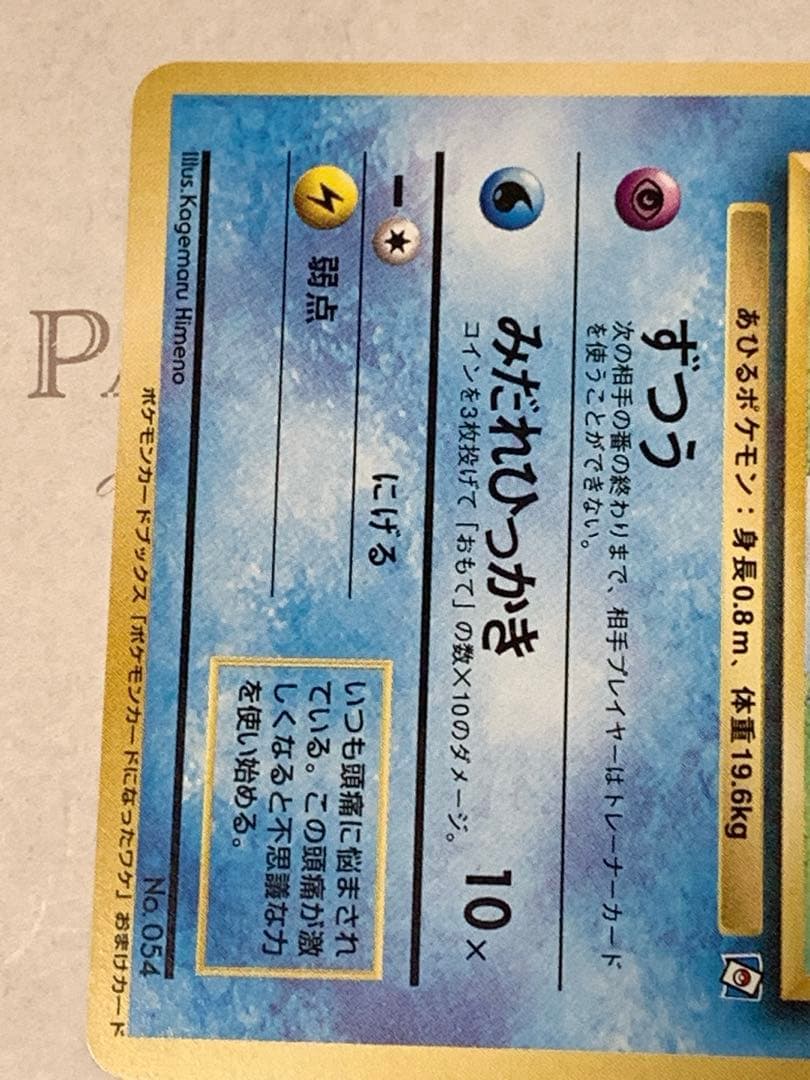 あひるポケモン：身長0.8m、体重19.6kg
ずつう
次の相手の番の終わりまで、相手プレイヤーはトレーナーカード
を使うことができない。
みだれひっかき 10×
コインを3枚投げて「おもて」の数×10のダメージ。
にげる
弱点
いつも頭痛に悩まされ
ている。この頭痛が激
しくなると不思議な力
を使い始める。
Illus.Kagemaru Himeno
No.054
ポケモンカードブックス「ポケモンカードになったワケ」おまけカード